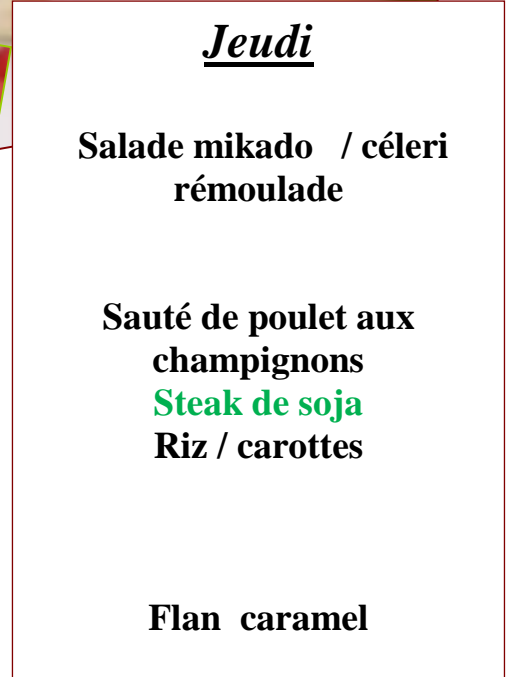 Jeudi
Salade mikado / céleri
rémoulade
Sauté de poulet aux
champignons
Steak de soja
Riz / carottes
Flan caramel